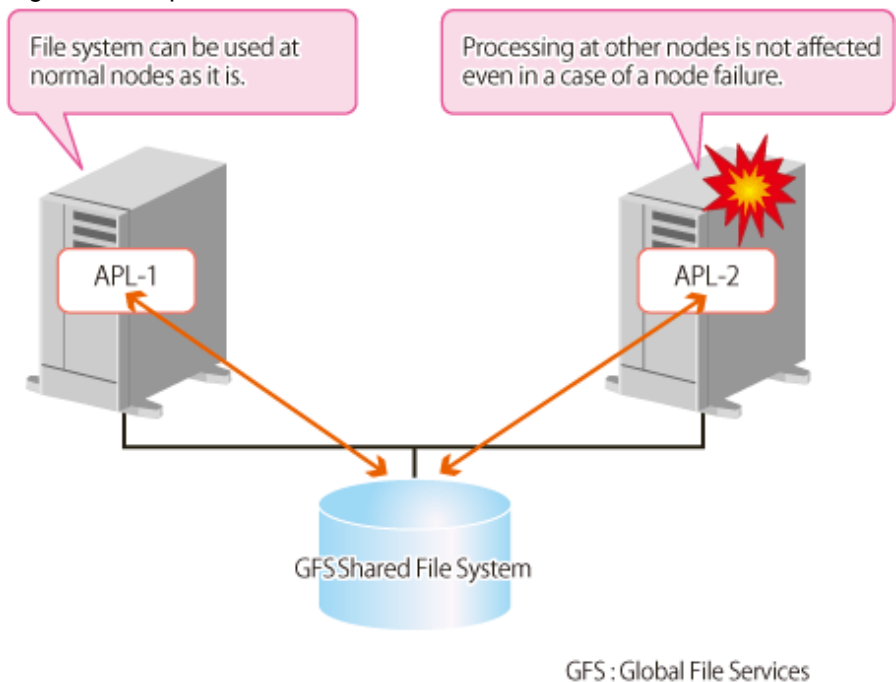 File system can be used at
normal nodes as it is.
Processing at other nodes is not affected
even in a case of a node failure.
APL-1
APL-2
GFS Shared File System
GFS : Global File Services